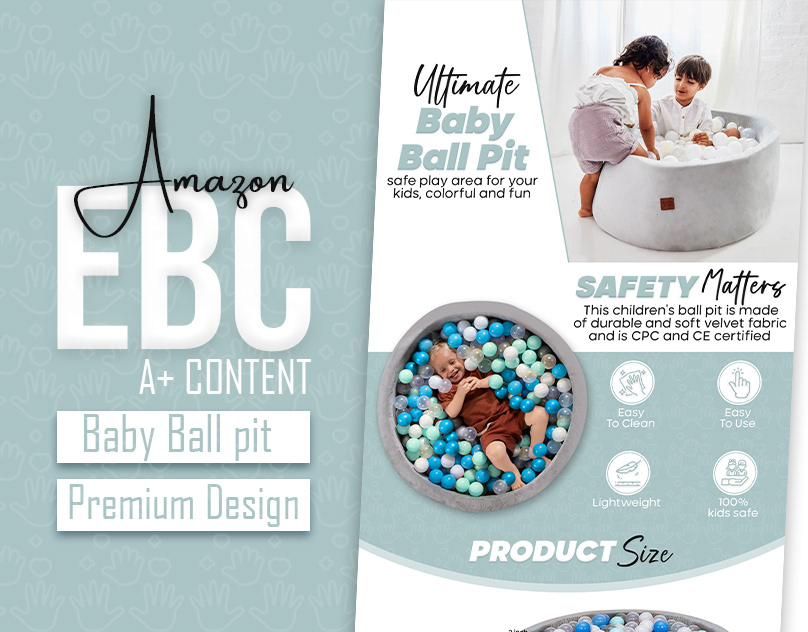 Amazon
EBC
A+ CONTENT
Baby Ball pit
Premium Design
Ultimate
Baby
Ball Pit
safe play area for your
kids, colorful and fun
SAFETY Matters
This children's ball pit is made
of durable and soft velvet fabric
and is CPC and CE certified
Easy
To Clean
Easy
To Use
Lightweight
100%
kids safe
PRODUCT Size